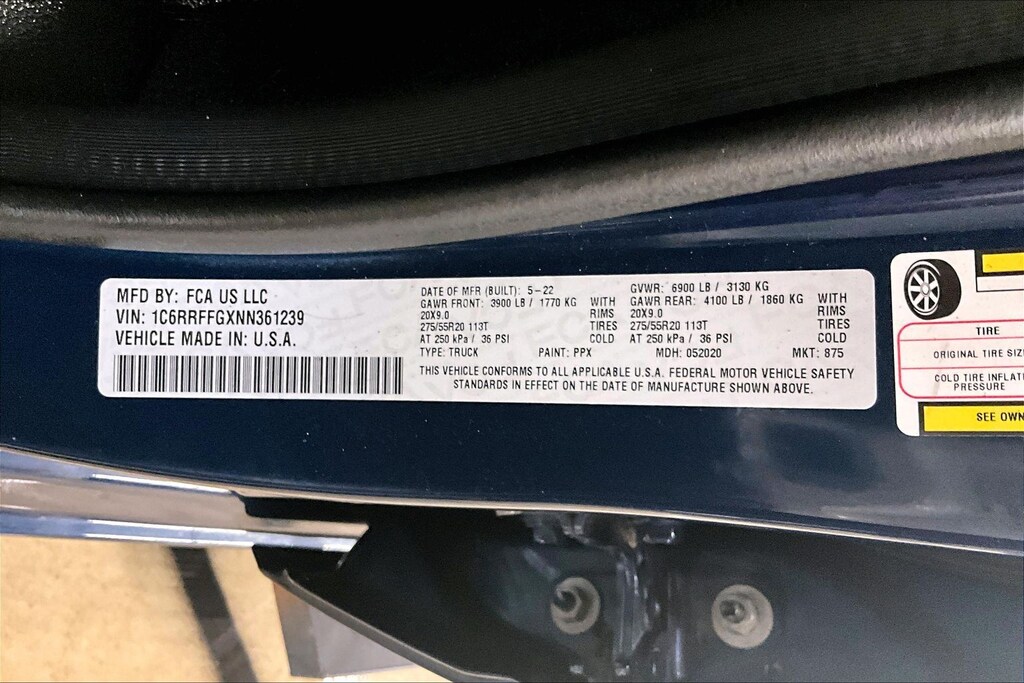 MFD BY: FCA US LLC
VIN: 1C6RRFFGXNN361239
VEHICLE MADE IN: U.S.A.
DATE OF MFR (BUILT): 5-22
GAWR FRONT: 3900 LB / 1770 KG WITH
20X9.0 RIMS
275/55R20 113T TIRES
AT 250 kPa / 36 PSI COLD
TYPE: TRUCK PAINT: PPX
GVWR: 6900 LB / 3130 KG
GAWR REAR: 4100 LB / 1860 KG WITH
20X9.0 RIMS
275/55R20 113T TIRES
AT 250 kPa / 36 PSI COLD
MDH: 052020 MKT: 875
THIS VEHICLE CONFORMS TO ALL APPLICABLE U.S.A. FEDERAL MOTOR VEHICLE SAFETY
STANDARDS IN EFFECT ON THE DATE OF MANUFACTURE SHOWN ABOVE.
TIRE
ORIGINAL TIRE SIZ
COLD TIRE INFLAT
PRESSURE
SEE OWN